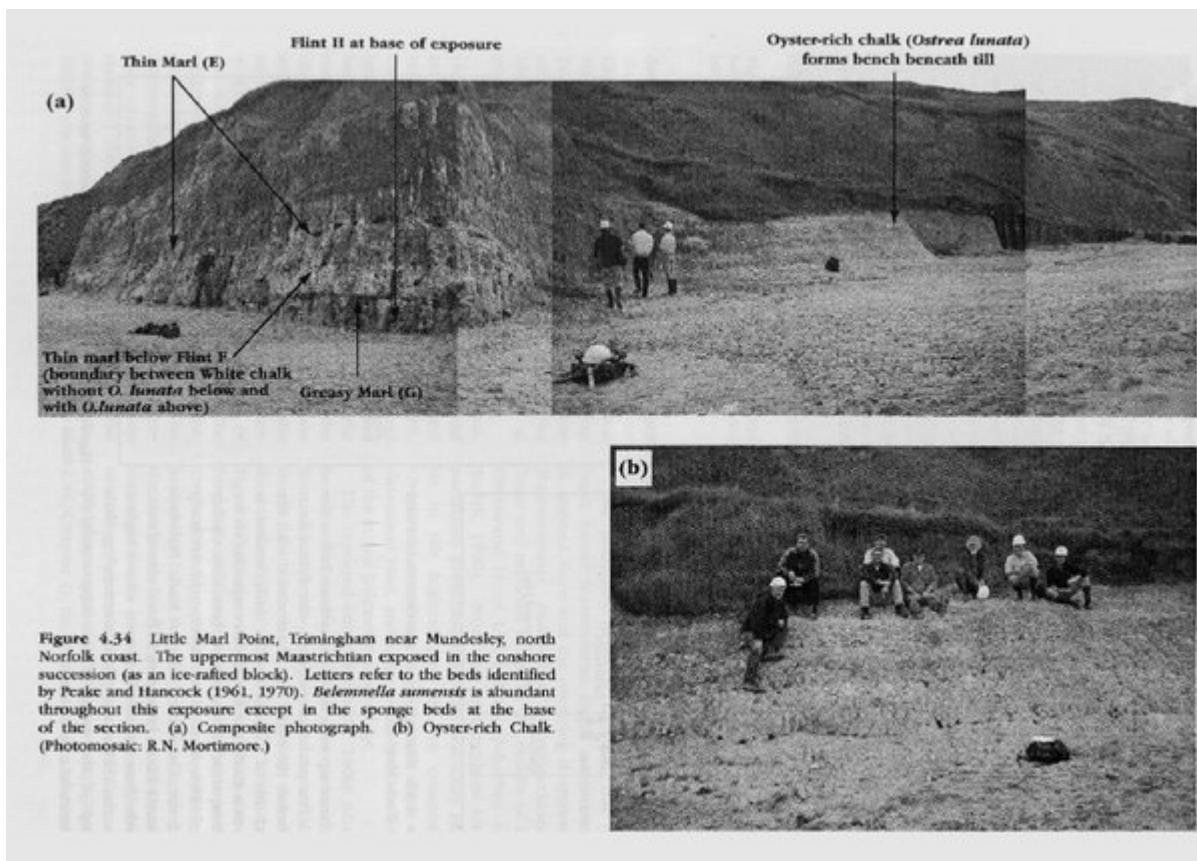 Flint II at base of exposure
Thin Marl (E)
Oyster-rich chalk (Ostrea lunata)
forms bench beneath till
(a)
Thin marl below Flint F
(boundary between White chalk
without O. lunata below and
with O.lunata above)
Greasy Marl (G)
(b)
Figure 4.34 Little Marl Point, Trimingham near Mundesley, north
Norfolk coast. The uppermost Maastrichtian exposed in the onshore
succession (as an ice-rafted block). Letters refer to the beds identified
by Peake and Hancock (1961, 1970). Belemnella sumensis is abundant
throughout this exposure except in the sponge beds at the base
of the section. (a) Composite photograph. (b) Oyster-rich Chalk.
(Photomosaic: R.N. Mortimore.)